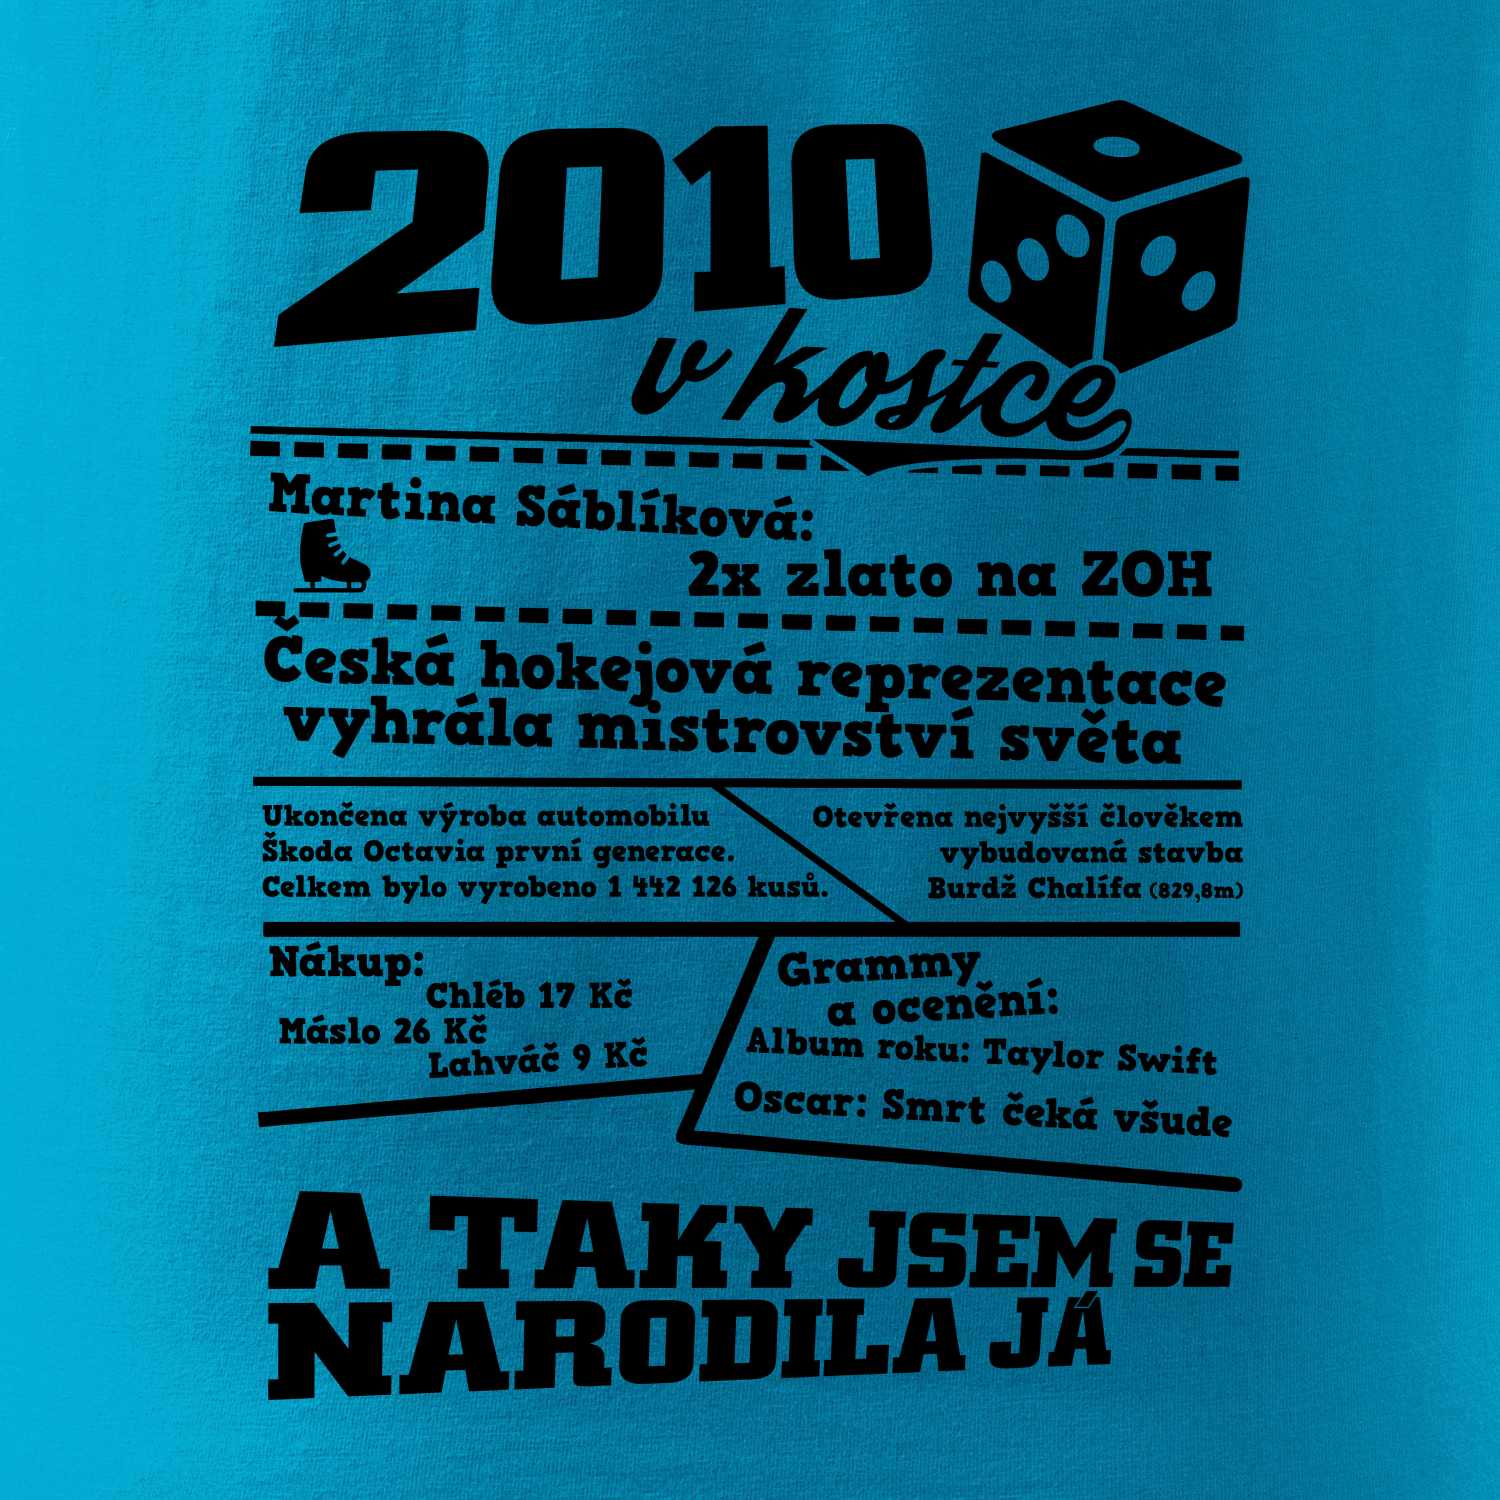 2010
v kostce
Martina Sáblíková:
2x zlato na ZOH
Česká hokejová reprezentace
vyhrála mistrovství světa
Ukončena výroba automobilu
Škoda Octavia první generace.
Celkem bylo vyrobeno 1 442 126 kusů.
Otevřena nejvyšší člověkem
vybudovaná stavba
Burdž Chalífa (829,8m)
Nákup:
Chléb 17 Kč
Máslo 26 Kč
Lahváč 9 Kč
Grammy
a ocenění:
Album roku: Taylor Swift
Oscar: Smrt čeká všude
A TAKY JSEM SE
NARODILA JÁ